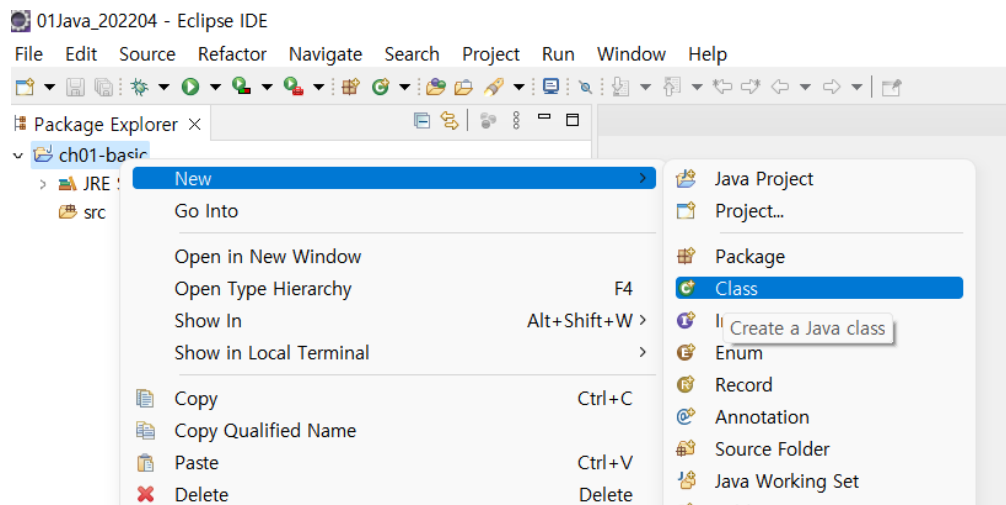 01Java_202204 - Eclipse IDE
File Edit Source Refactor Navigate Search Project Run Window Help
Package Explorer
ch01-basic
JRE
src
New
Go Into
Open in New Window
Open Type Hierarchy F4
Show In Alt+Shift+W
Show in Local Terminal
Copy Ctrl+C
Copy Qualified Name
Paste Ctrl+V
Delete Delete
Java Project
Project...
Package
Class
Create a Java class
Enum
Record
Annotation
Source Folder
Java Working Set